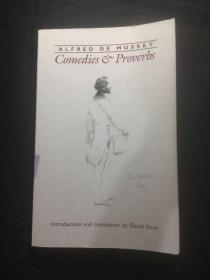 ALFRED DE MUSSET
Comedies & Proverbs
Introduction and translation by David Sices